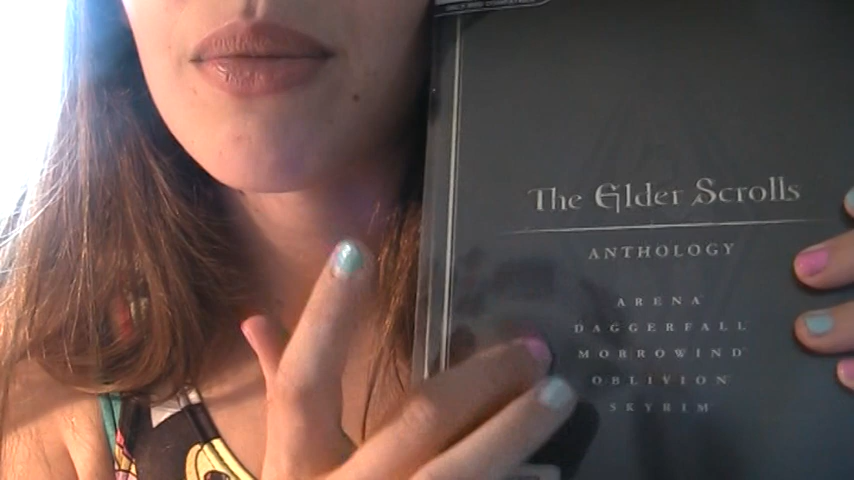 The Elder Scrolls
ANTHOLOGY
ARENA
DAGGERFALL
MORROWIND
OBLIVION
SKYRIM